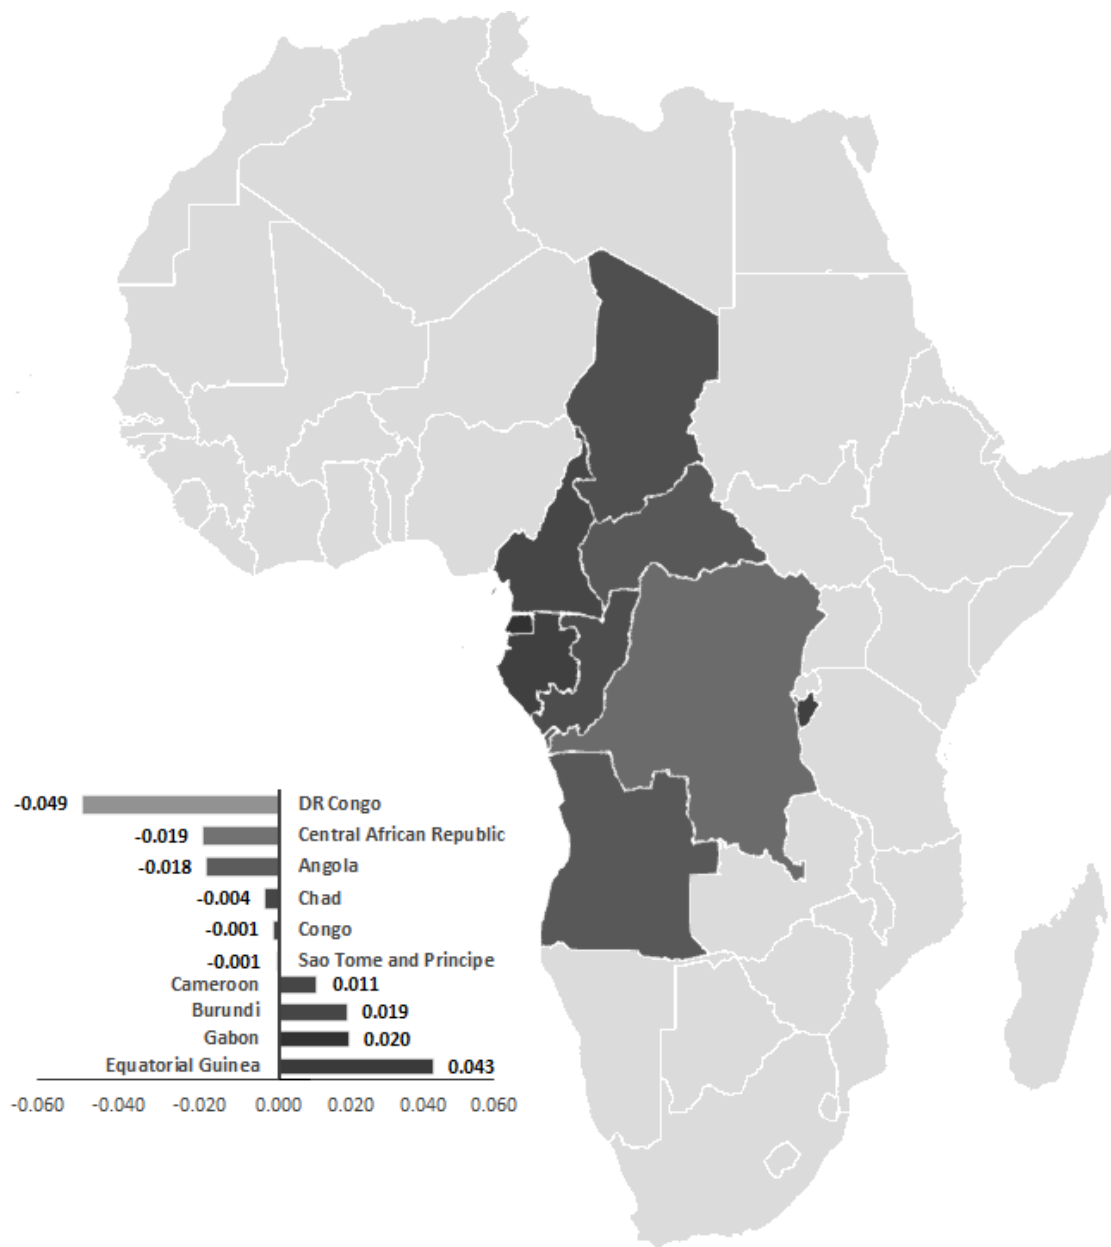 -0.049 DR Congo
-0.019 Central African Republic
-0.018 Angola
-0.004 Chad
-0.001 Congo
-0.001 Sao Tome and Principe
Cameroon 0.011
Burundi 0.019
Gabon 0.020
Equatorial Guinea 0.043
-0.060 -0.040 -0.020 0.000 0.020 0.040 0.060